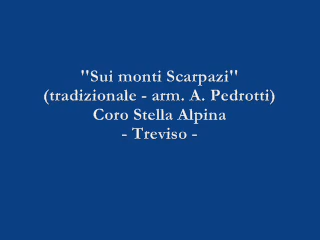 "Sui monti Scarpazi"
(tradizionale - arm. A. Pedrotti)
Coro Stella Alpina
- Treviso -